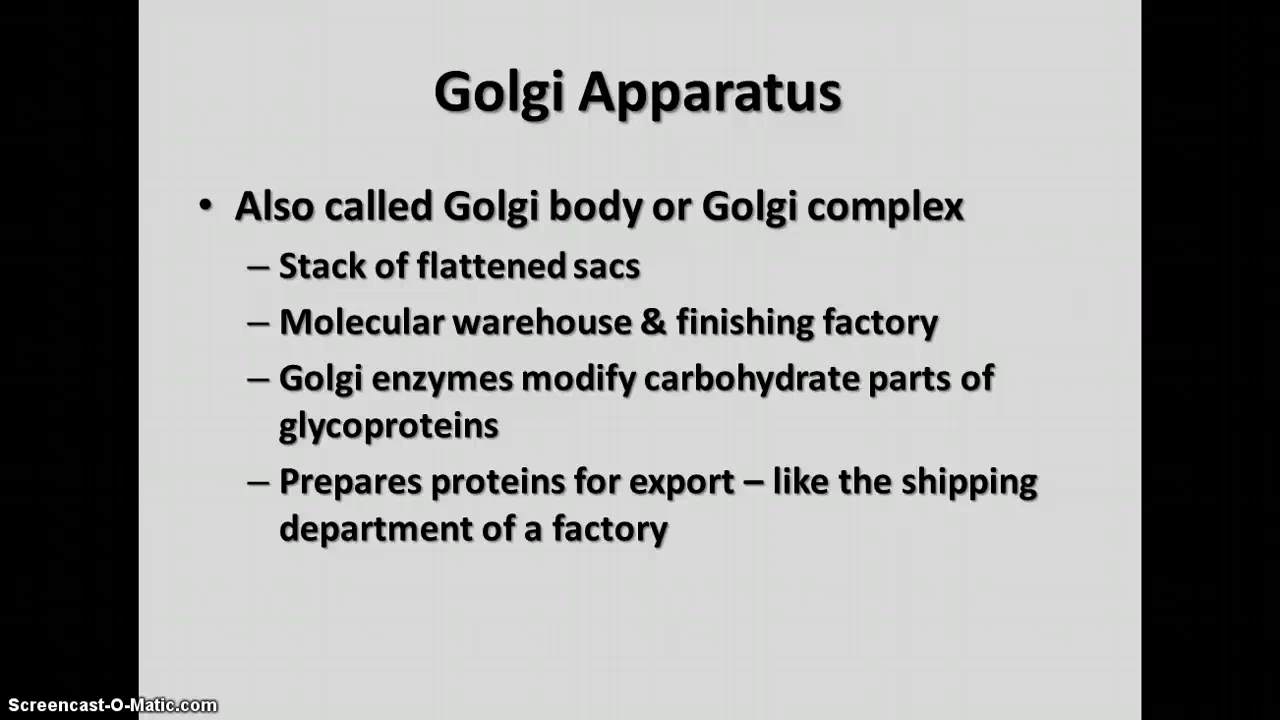 Golgi Apparatus
• Also called Golgi body or Golgi complex
– Stack of flattened sacs
– Molecular warehouse & finishing factory
– Golgi enzymes modify carbohydrate parts of
glycoproteins
– Prepares proteins for export – like the shipping
department of a factory
Screencast-O-Matic.com